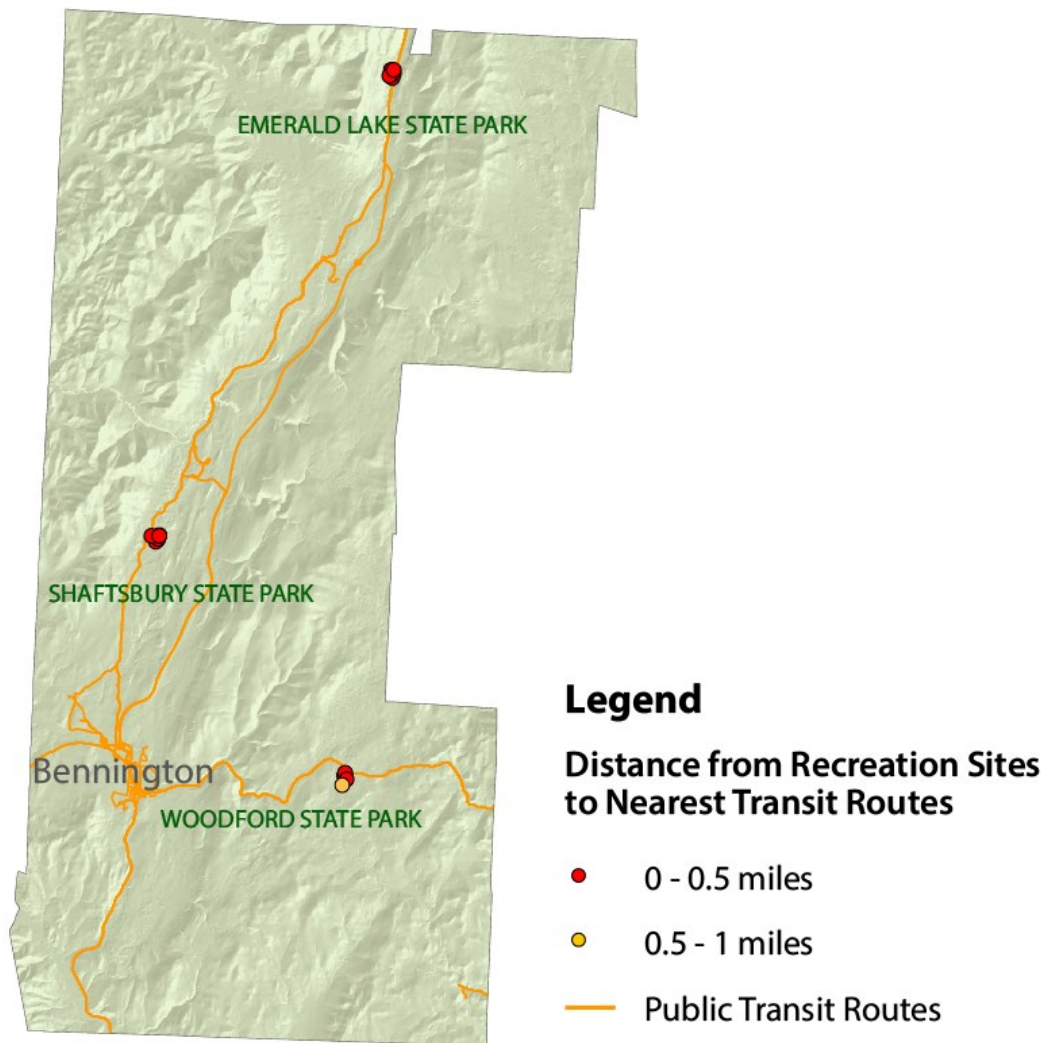 EMERALD LAKE STATE PARK
SHAFTSBURY STATE PARK
Bennington
WOODFORD STATE PARK
Legend
Distance from Recreation Sites
to Nearest Transit Routes
0 - 0.5 miles
0.5 - 1 miles
Public Transit Routes